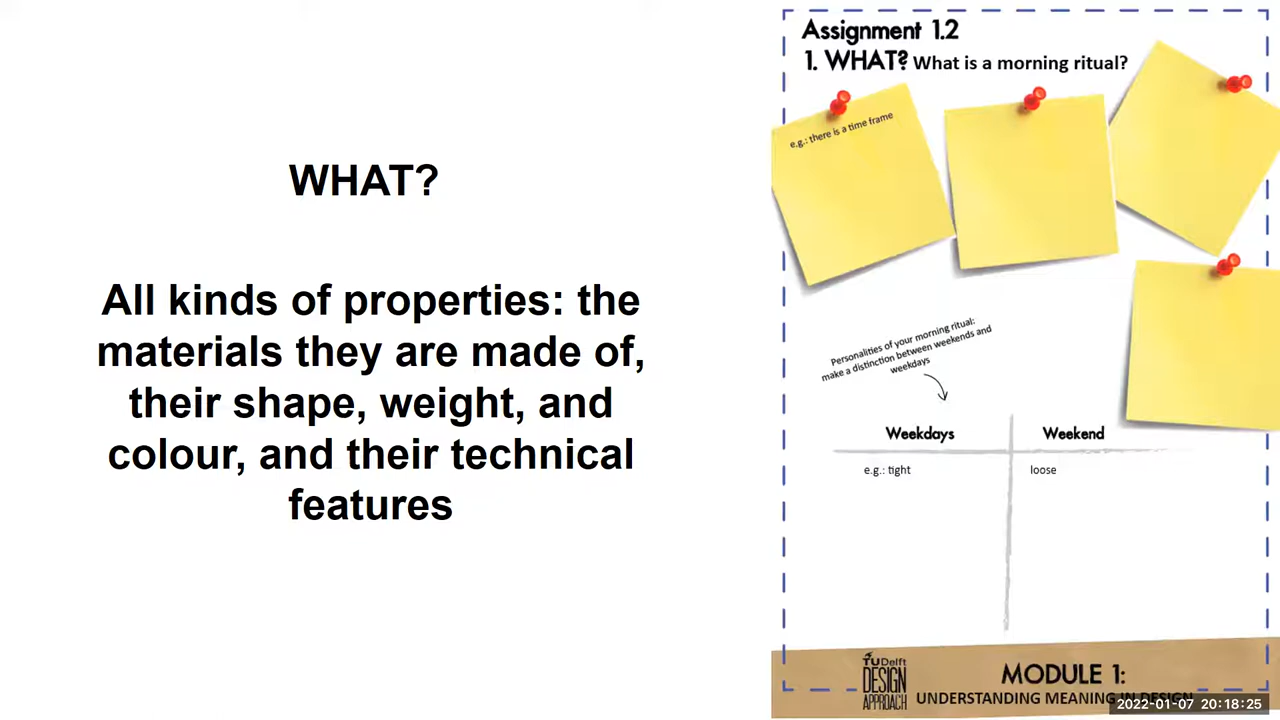 WHAT?
All kinds of properties: the
materials they are made of,
their shape, weight, and
colour, and their technical
features
Assignment 1.2
1. WHAT? What is a morning ritual?
e.g.: there is a time frame
Personalities of your morning ritual:
make a distinction between weekends and
weekdays
Weekdays
Weekend
e.g.: tight
loose
TUDelft
DESIGN
APPROACH
MODULE 1:
UNDERSTANDING MEANING IN DESIGN
2022-01-07 20:18:25